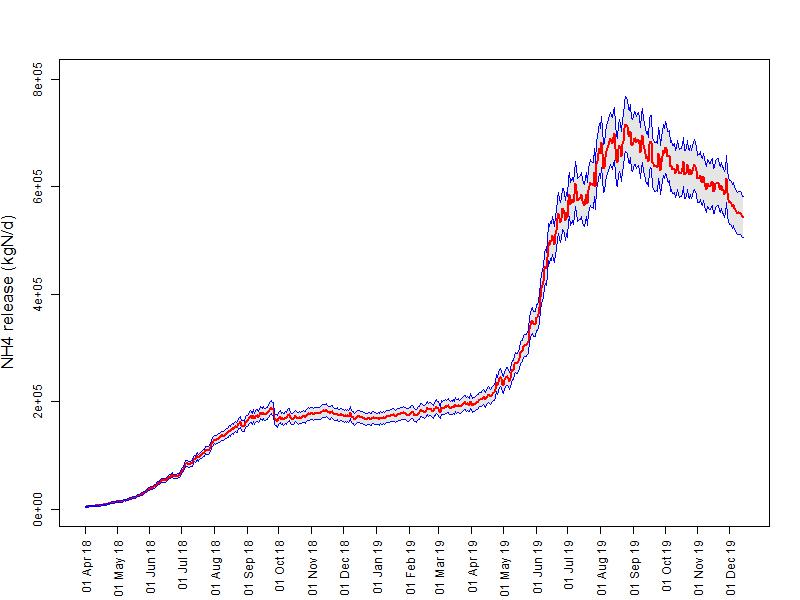 NH4 release (kgN/d)
8e+05
6e+05
4e+05
2e+05
0e+00
01 Apr 18
01 May 18
01 Jun 18
01 Jul 18
01 Aug 18
01 Sep 18
01 Oct 18
01 Nov 18
01 Dec 18
01 Jan 19
01 Feb 19
01 Mar 19
01 Apr 19
01 May 19
01 Jun 19
01 Jul 19
01 Aug 19
01 Sep 19
01 Oct 19
01 Nov 19
01 Dec 19